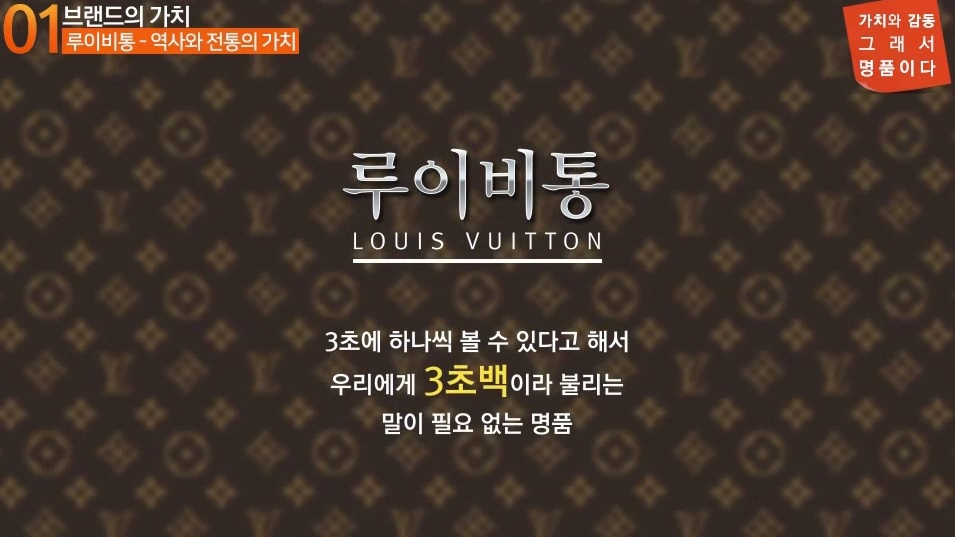 01
브랜드의 가치
루이비통 - 역사와 전통의 가치
가치와 감동
그래서
명품이다
루이비통
LOUIS VUITTON
3초에 하나씩 볼 수 있다고 해서
우리에게 3초백이라 불리는
말이 필요 없는 명품